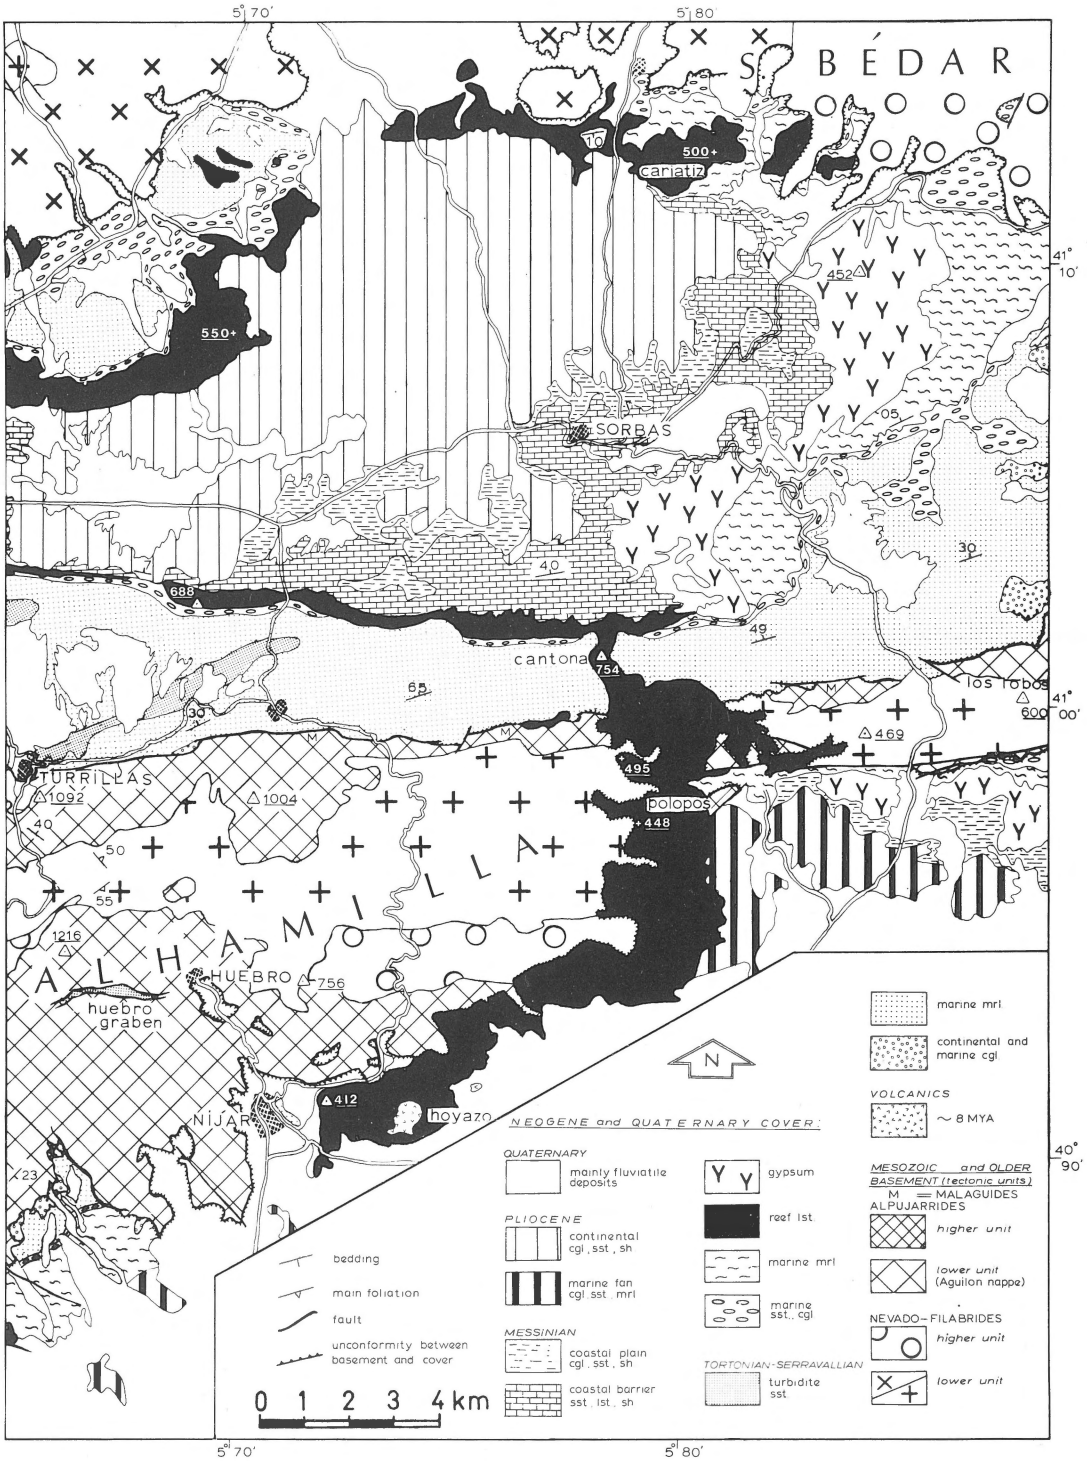 5° 70'
5° 80'
S. BÉDAR
10
500+
cariatiz
41° 10'
452
550+
05
SORBAS
30
40
688
49
cantona
754
65
M
los lobos
30
M
M
600
41° 00'
469
TURRILLAS
495
1092
1004
polopos
+448
40
50
55
1216
ALHAMILLA
HUEBRO
756
huebro
graben
N
412
hoyazo
NÍJAR
40° 90'
23
NEOGENE and QUATERNARY COVER:
QUATERNARY
mainly fluviatile
deposits
PLIOCENE
continental
cgl, sst, sh
marine fan
cgl, sst, mrl
MESSINIAN
coastal plain
cgl, sst, sh
coastal barrier
sst, lst, sh
gypsum
reef lst.
marine mrl
marine
sst, cgl
TORTONIAN-SERRAVALLIAN
turbidite
sst
marine mrl
continental and
marine cgl
VOLCANICS
~ 8 MYA
MESOZOIC and OLDER
BASEMENT (tectonic units)
M = MALAGUIDES
ALPUJARRIDES
higher unit
lower unit
(Aguilon nappe)
NEVADO-FILABRIDES
higher unit
lower unit
bedding
main foliation
fault
unconformity between
basement and cover
0 1 2 3 4 km
5° 70'
5° 80'